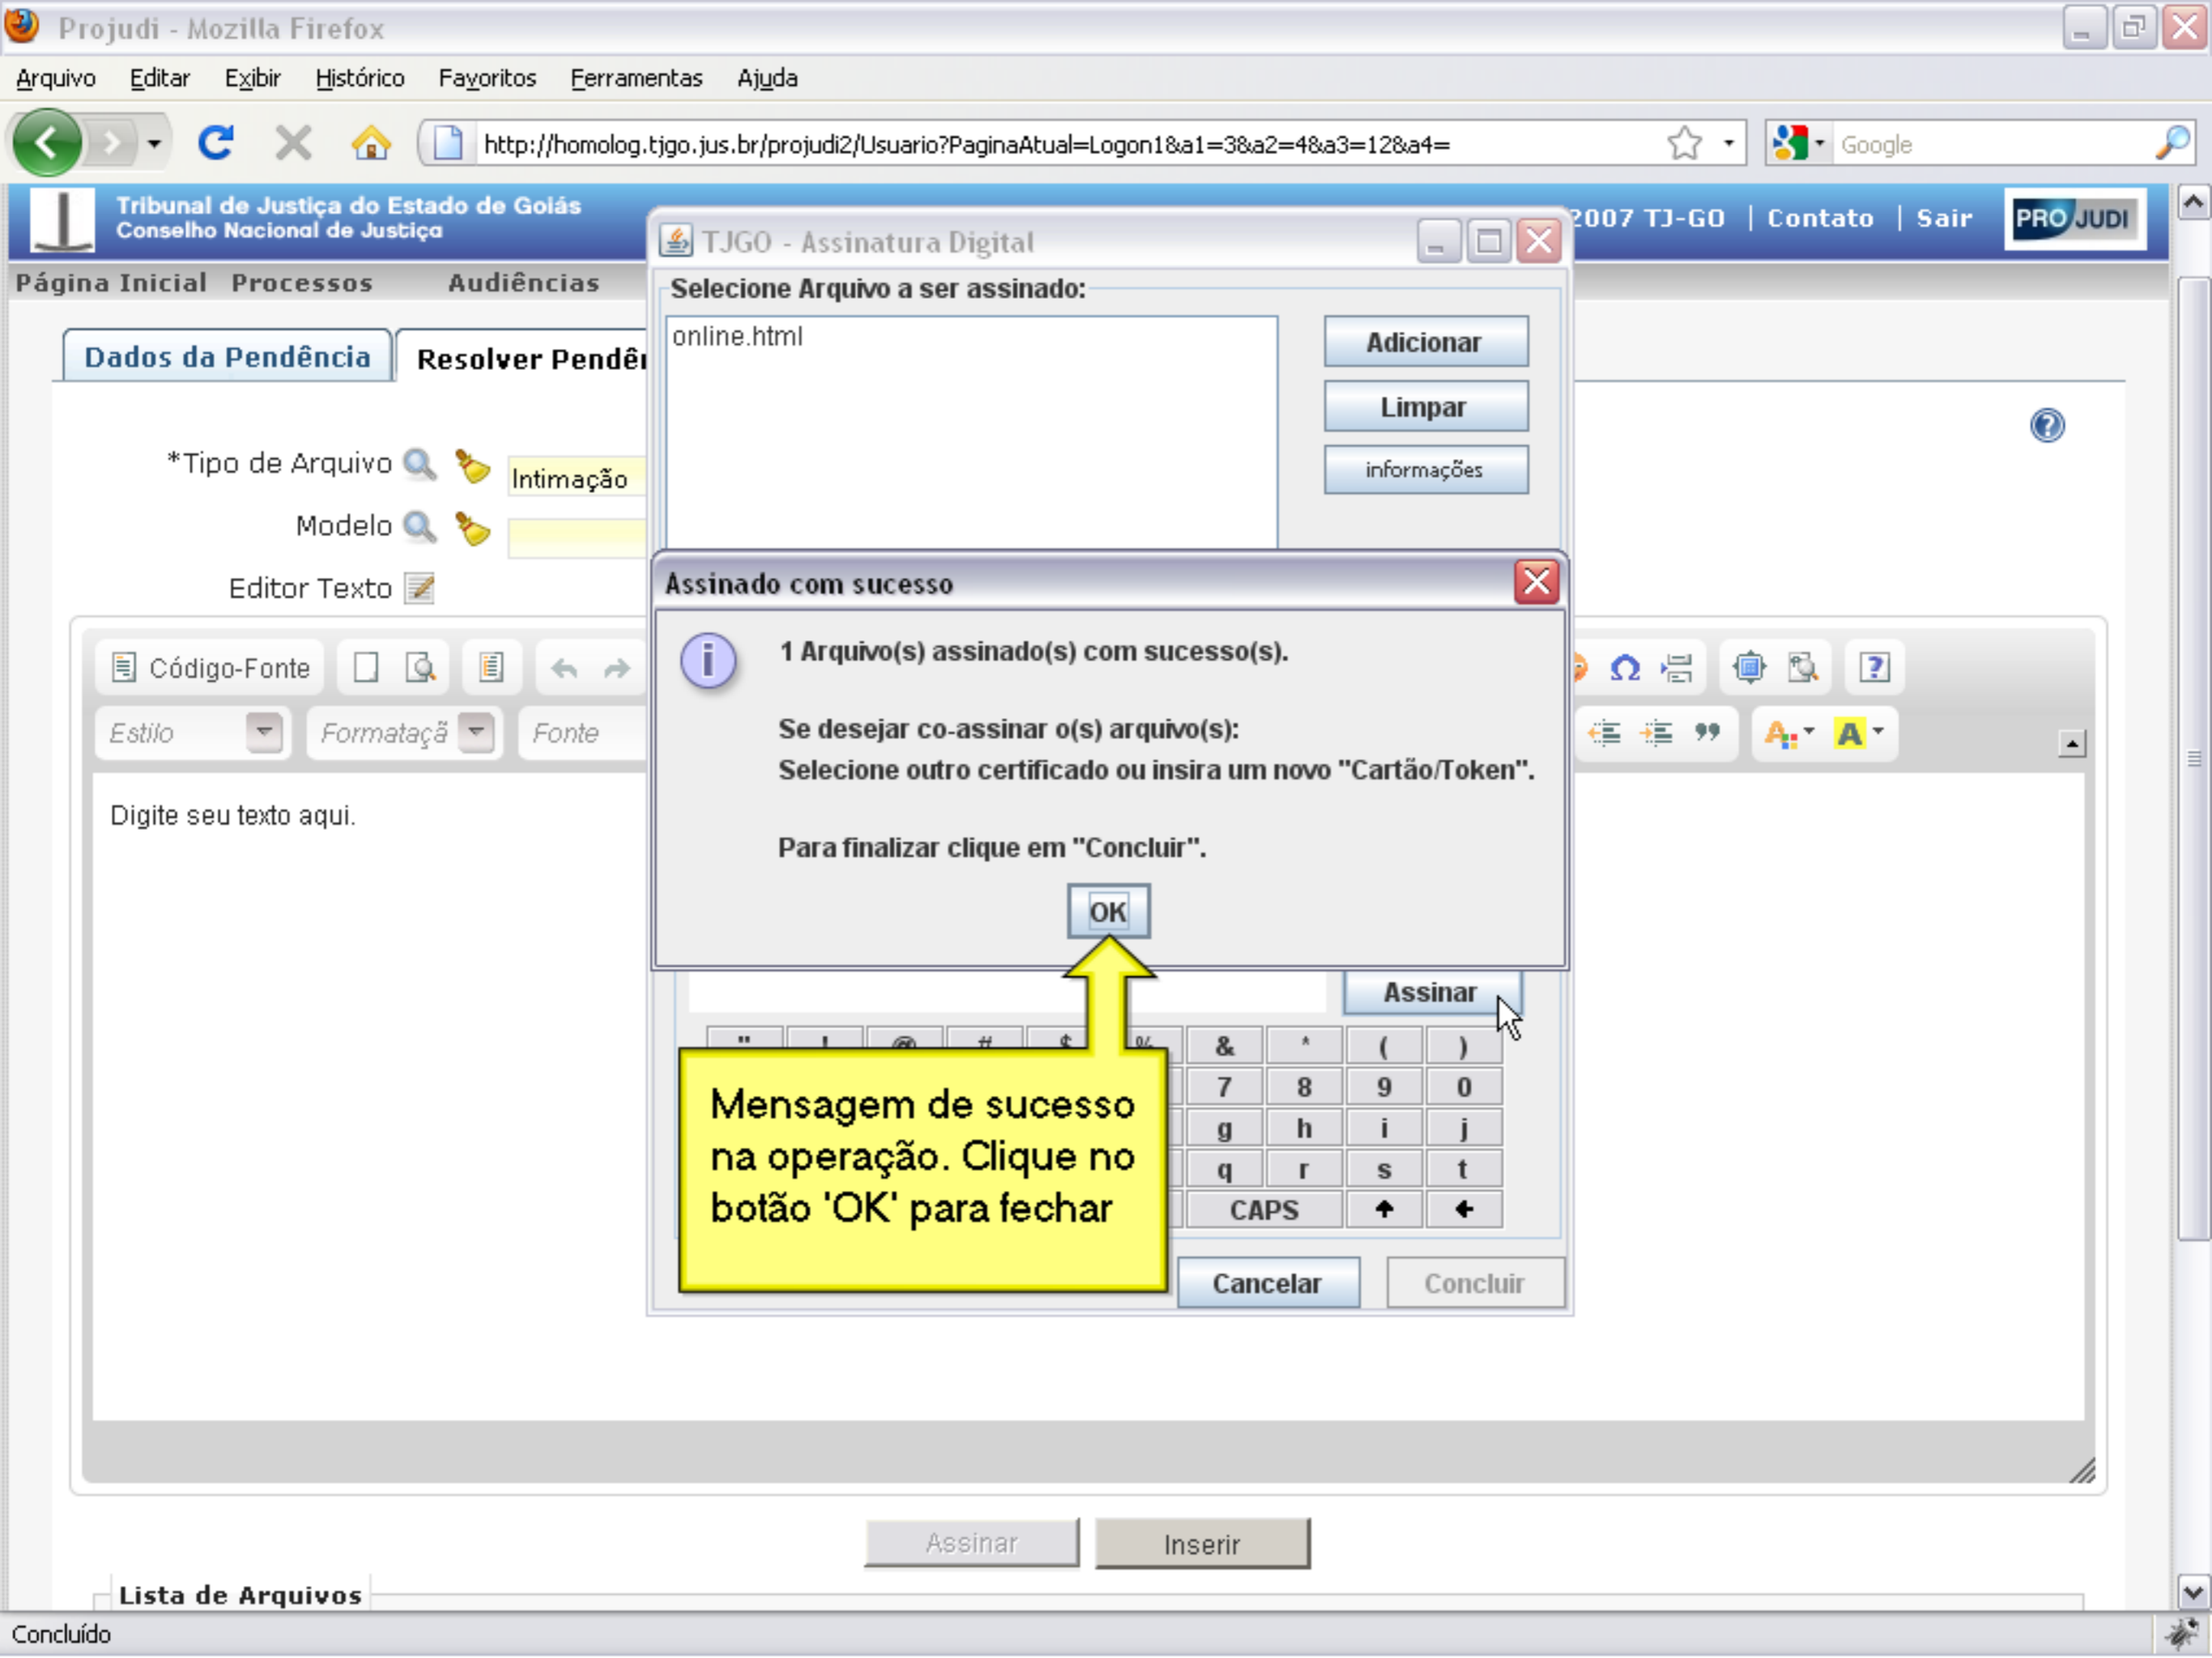 Projudi - Mozilla Firefox
Arquivo Editar Exibir Histórico Favoritos Ferramentas Ajuda
http://homolog.tjgo.jus.br/projudi2/Usuario?PaginaAtual=Logon1&a1=3&a2=4&a3=12&a4=
Google
Tribunal de Justiça do Estado de Goiás
Conselho Nacional de Justiça
2007 TJ-GO | Contato | Sair
PROJUDI
Página Inicial Processos Audiências
TJGO - Assinatura Digital
Selecione Arquivo a ser assinado:
online.html
Adicionar
Limpar
informações
Dados da Pendência
Resolver Pendên
*Tipo de Arquivo
Intimação
Modelo
Editor Texto
Código-Fonte
Estilo
Formataçã
Fonte
Digite seu texto aqui.
Assinado com sucesso
1 Arquivo(s) assinado(s) com sucesso(s).
Se desejar co-assinar o(s) arquivo(s):
Selecione outro certificado ou insira um novo "Cartão/Token".
Para finalizar clique em "Concluir".
OK
Assinar
" ! @ # $ % & * ( )
7 8 9 0
g h i j
q r s t
CAPS
Mensagem de sucesso
na operação. Clique no
botão 'OK' para fechar
Cancelar
Concluir
Assinar
Inserir
Lista de Arquivos
Concluído